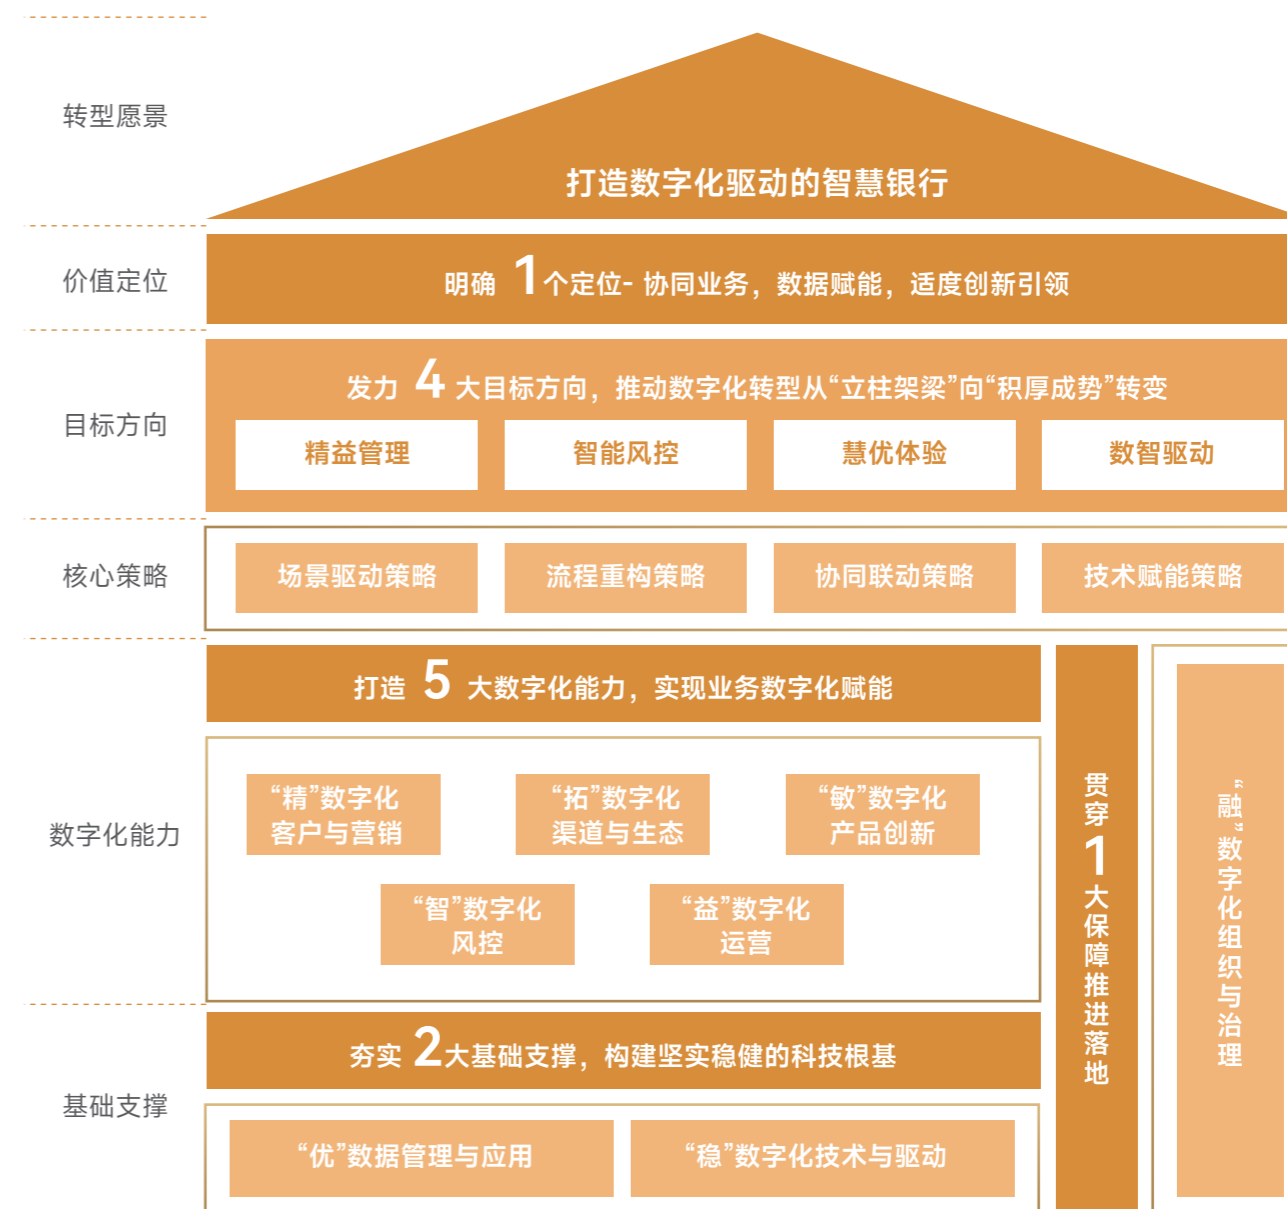 转型愿景
打造数字化驱动的智慧银行
价值定位
明确 1个定位- 协同业务，数据赋能，适度创新引领
目标方向
发力 4 大目标方向，推动数字化转型从“立柱架梁”向“积厚成势”转变
精益管理
智能风控
慧优体验
数智驱动
核心策略
场景驱动策略
流程重构策略
协同联动策略
技术赋能策略
数字化能力
打造 5 大数字化能力，实现业务数字化赋能
“精”数字化
客户与营销
“拓”数字化
渠道与生态
“敏”数字化
产品创新
“智”数字化
风控
“益”数字化
运营
贯穿1大保障推进落地
“融”数字化组织与治理
基础支撑
夯实 2大基础支撑，构建坚实稳健的科技根基
“优”数据管理与应用
“稳”数字化技术与驱动